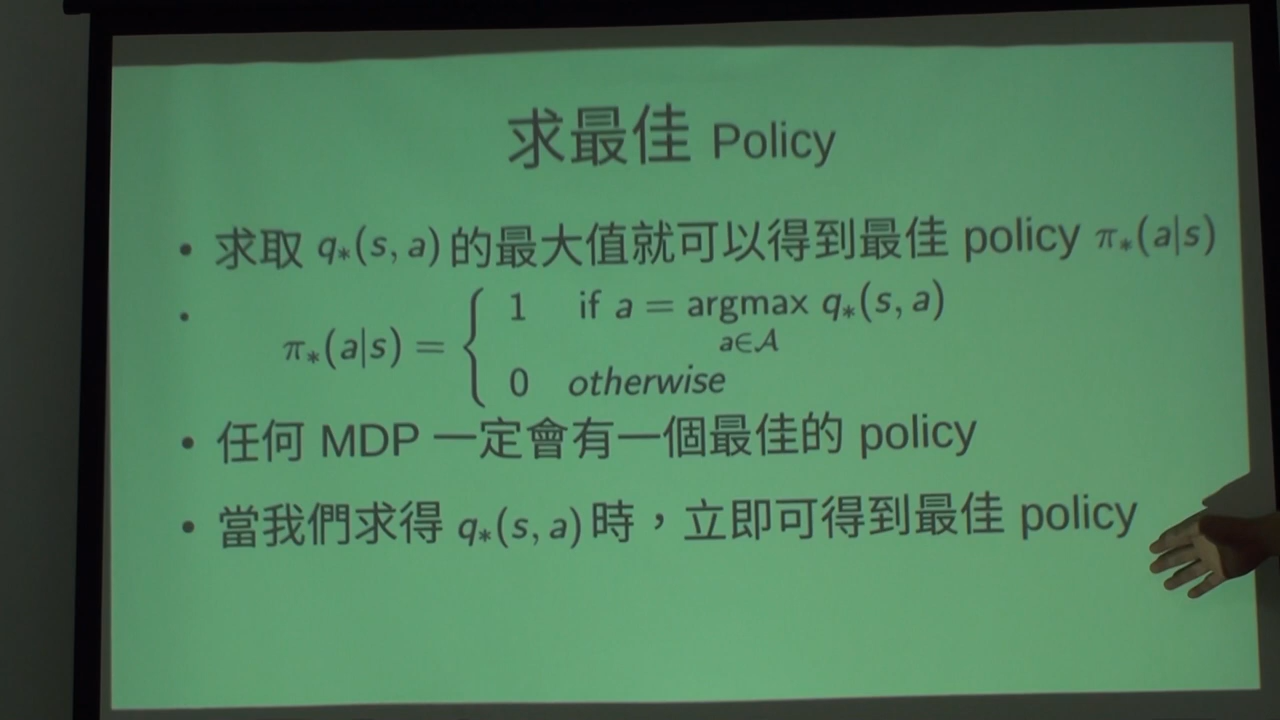 求最佳 Policy
• 求取 q∗(s, a) 的最大值就可以得到最佳 policy π∗(a|s)
• π∗(a|s) = { 1 if a = argmax q∗(s, a)
a∈𝒜
0 otherwise
• 任何 MDP 一定會有一個最佳的 policy
• 當我們求得 q∗(s, a) 時，立即可得到最佳 policy